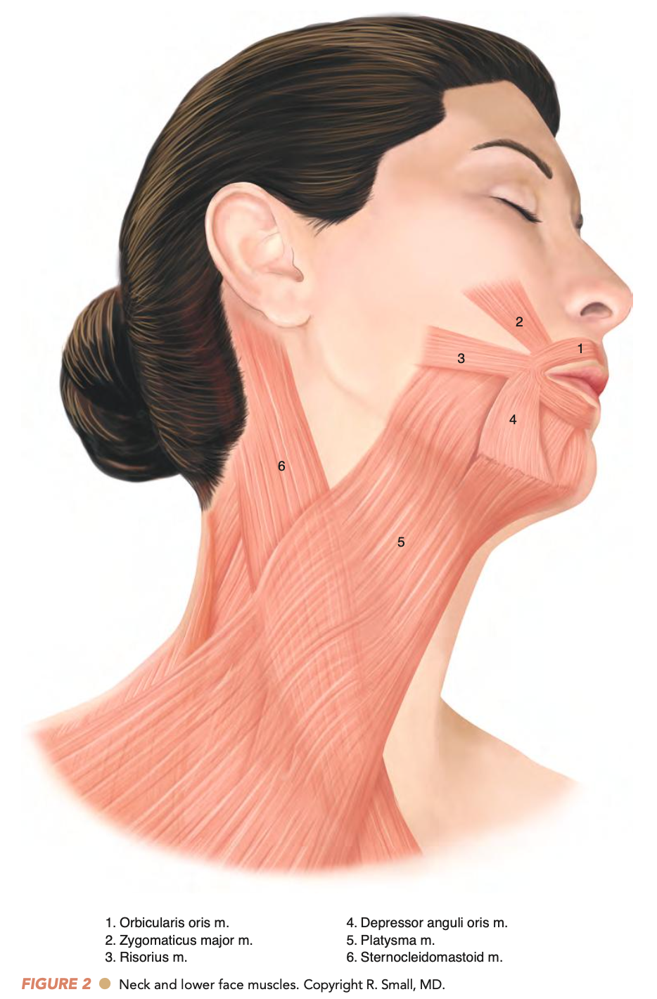 2
1
3
4
6
5
1. Orbicularis oris m.
2. Zygomaticus major m.
3. Risorius m.
4. Depressor anguli oris m.
5. Platysma m.
6. Sternocleidomastoid m.
FIGURE 2 ● Neck and lower face muscles. Copyright R. Small, MD.